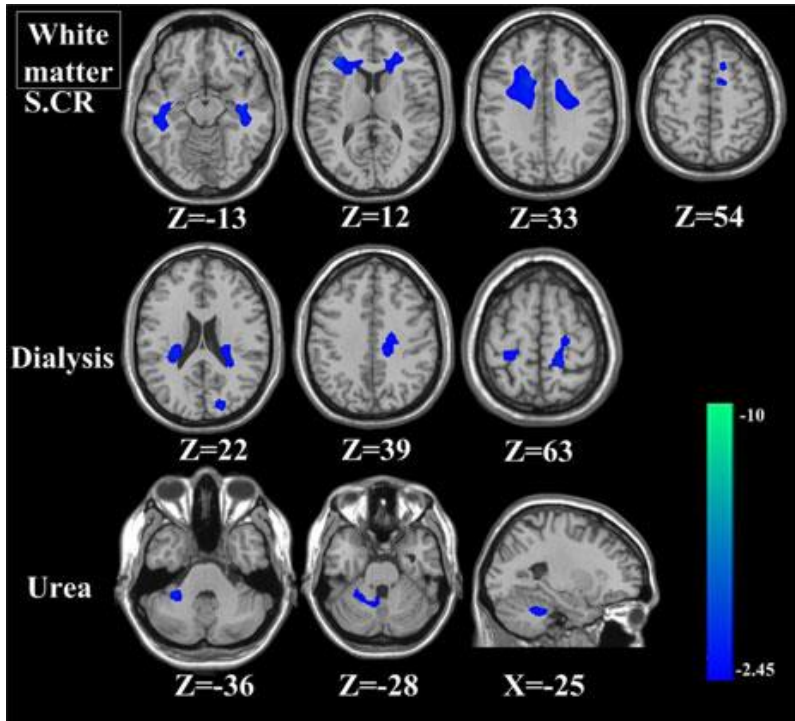 White
matter
S.CR
Z=-13 Z=12 Z=33 Z=54
Dialysis
Z=22 Z=39 Z=63
-10
Urea
-2.45
Z=-36 Z=-28 X=-25